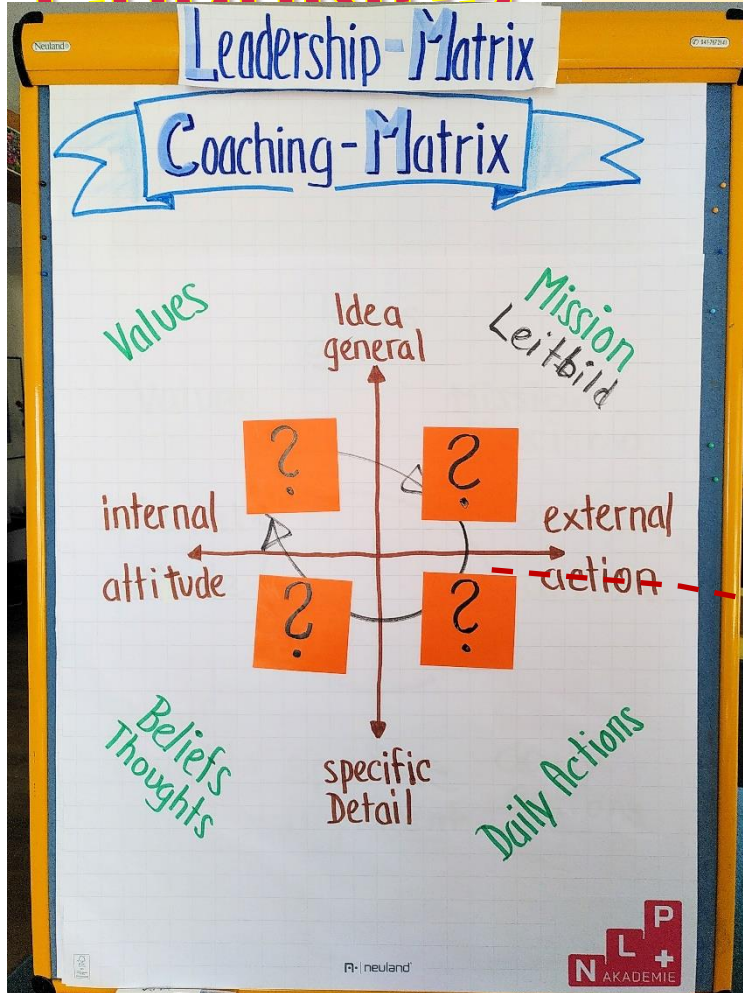 Neuland
Leadership-Matrix
Coaching-Matrix
Values
Mission
Leitbild
Idea
general
?
?
internal
external
attitude
action
?
?
Beliefs
Thoughts
specific
Detail
Daily Actions
neuland
N L P +
AKADEMIE